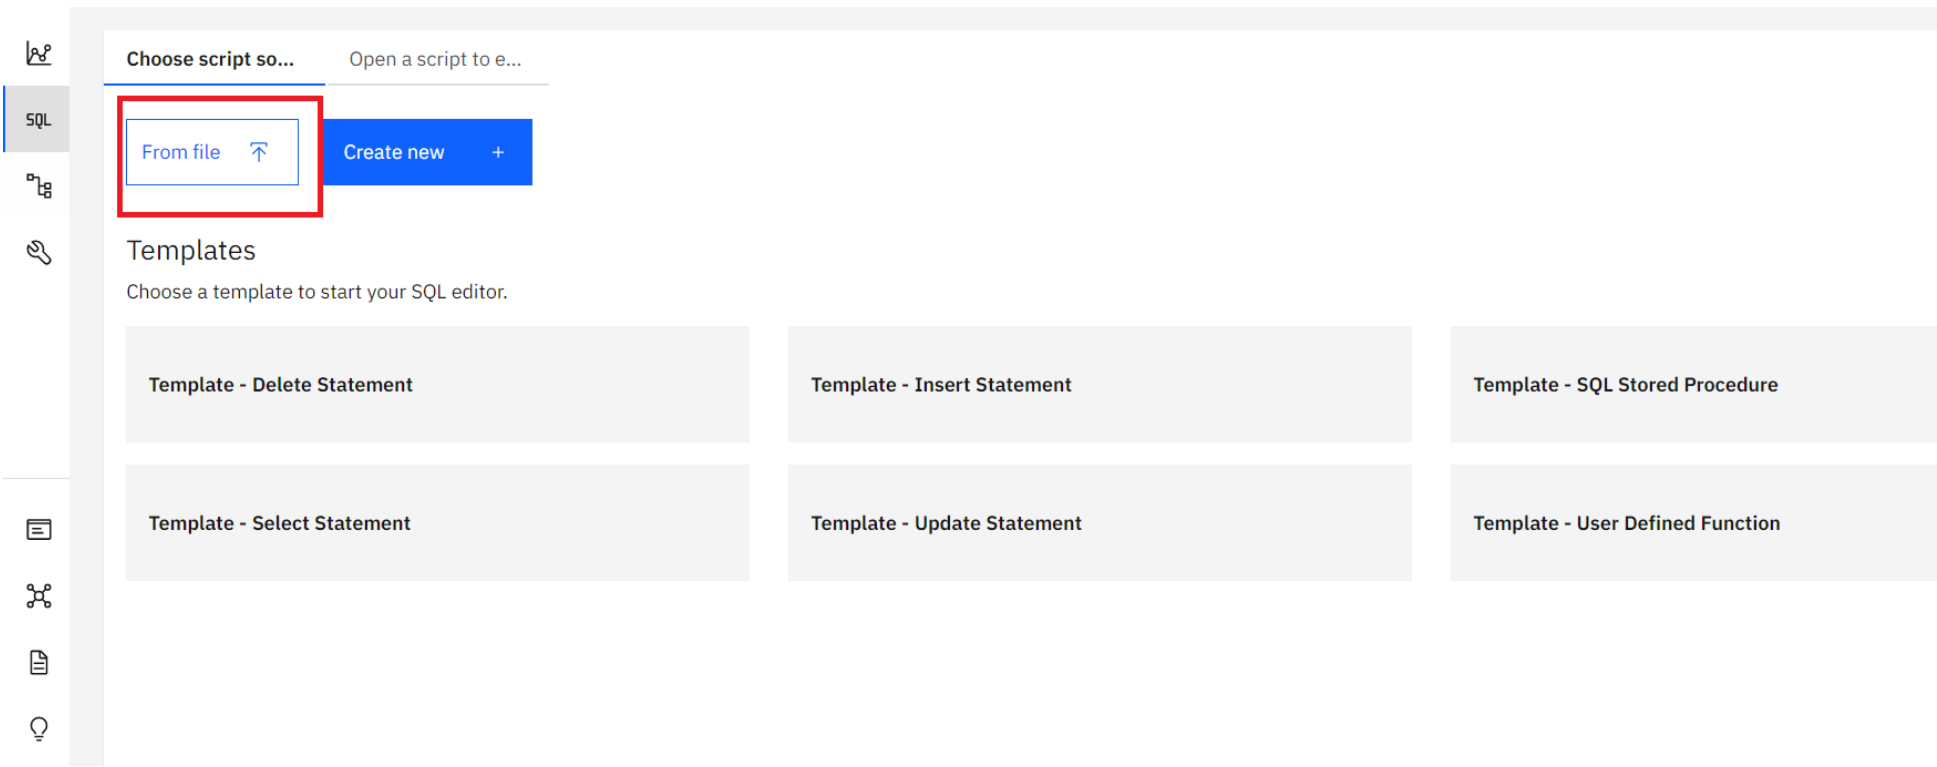 Choose script so...
Open a script to e...
SQL
From file
Create new +
Templates
Choose a template to start your SQL editor.
Template - Delete Statement
Template - Insert Statement
Template - SQL Stored Procedure
Template - Select Statement
Template - Update Statement
Template - User Defined Function